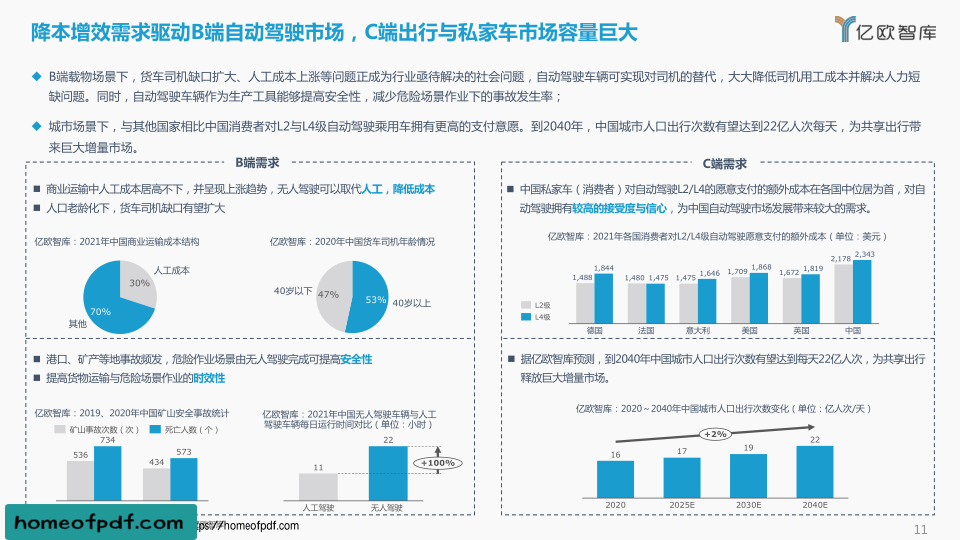 降本增效需求驱动B端自动驾驶市场，C端出行与私家车市场容量巨大
亿欧智库
B端载物场景下，货车司机缺口扩大、人工成本上涨等问题正成为行业亟待解决的社会问题，自动驾驶车辆可实现对司机的替代，大大降低司机用工成本并解决人力短
缺问题。同时，自动驾驶车辆作为生产工具能够提高安全性，减少危险场景作业下的事故发生率；
城市场景下，与其他国家相比中国消费者对L2与L4级自动驾驶乘用车拥有更高的支付意愿。到2040年，中国城市人口出行次数有望达到22亿人次每天，为共享出行带
来巨大增量市场。
B端需求
商业运输中人工成本居高不下，并呈现上涨趋势，无人驾驶可以取代人工，降低成本
人口老龄化下，货车司机缺口有望扩大
亿欧智库：2021年中国商业运输成本结构
人工成本
30%
70%
其他
亿欧智库：2020年中国货车司机年龄情况
40岁以下
47%
53%
40岁以上
港口、矿产等地事故频发，危险作业场景由无人驾驶完成可提高安全性
提高货物运输与危险场景作业的时效性
亿欧智库：2019、2020年中国矿山安全事故统计
矿山事故次数（次） 死亡人数（个）
536 734 434 573
亿欧智库：2021年中国无人驾驶车辆与人工
驾驶车辆每日运行时间对比（单位：小时）
11 22
+100%
人工驾驶 无人驾驶
C端需求
中国私家车（消费者）对自动驾驶L2/L4的愿意支付的额外成本在各国中位居为首，对自
动驾驶拥有较高的接受度与信心，为中国自动驾驶市场发展带来较大的需求。
亿欧智库：2021年各国消费者对L2/L4级自动驾驶愿意支付的额外成本（单位：美元）
L2级
L4级
1,488 1,844 1,480 1,475 1,475 1,646 1,709 1,868 1,672 1,819 2,178 2,343
德国 法国 意大利 美国 英国 中国
据亿欧智库预测，到2040年中国城市人口出行次数有望达到每天22亿人次，为共享出行
释放巨大增量市场。
亿欧智库：2020～2040年中国城市人口出行次数变化（单位：亿人次/天）
+2%
16 17 19 22
2020 2025E 2030E 2040E
homeofpdf.com
ttps://homeofpdf.com
11